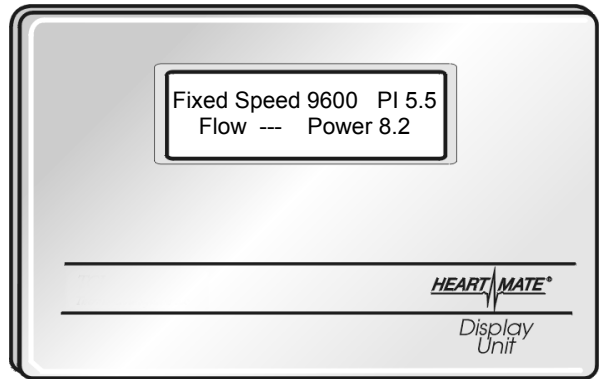 Fixed Speed 9600 PI 5.5
Flow --- Power 8.2
HEARTMATE®
Display
Unit